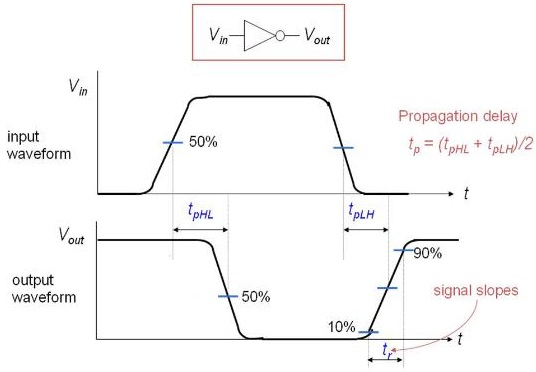 V_in V_out
V_in
input
waveform
50%
Propagation delay
t_p = (t_pHL + t_pLH)/2
t
t_pHL
t_pLH
V_out
output
waveform
50%
90%
10%
signal slopes
t
t_r